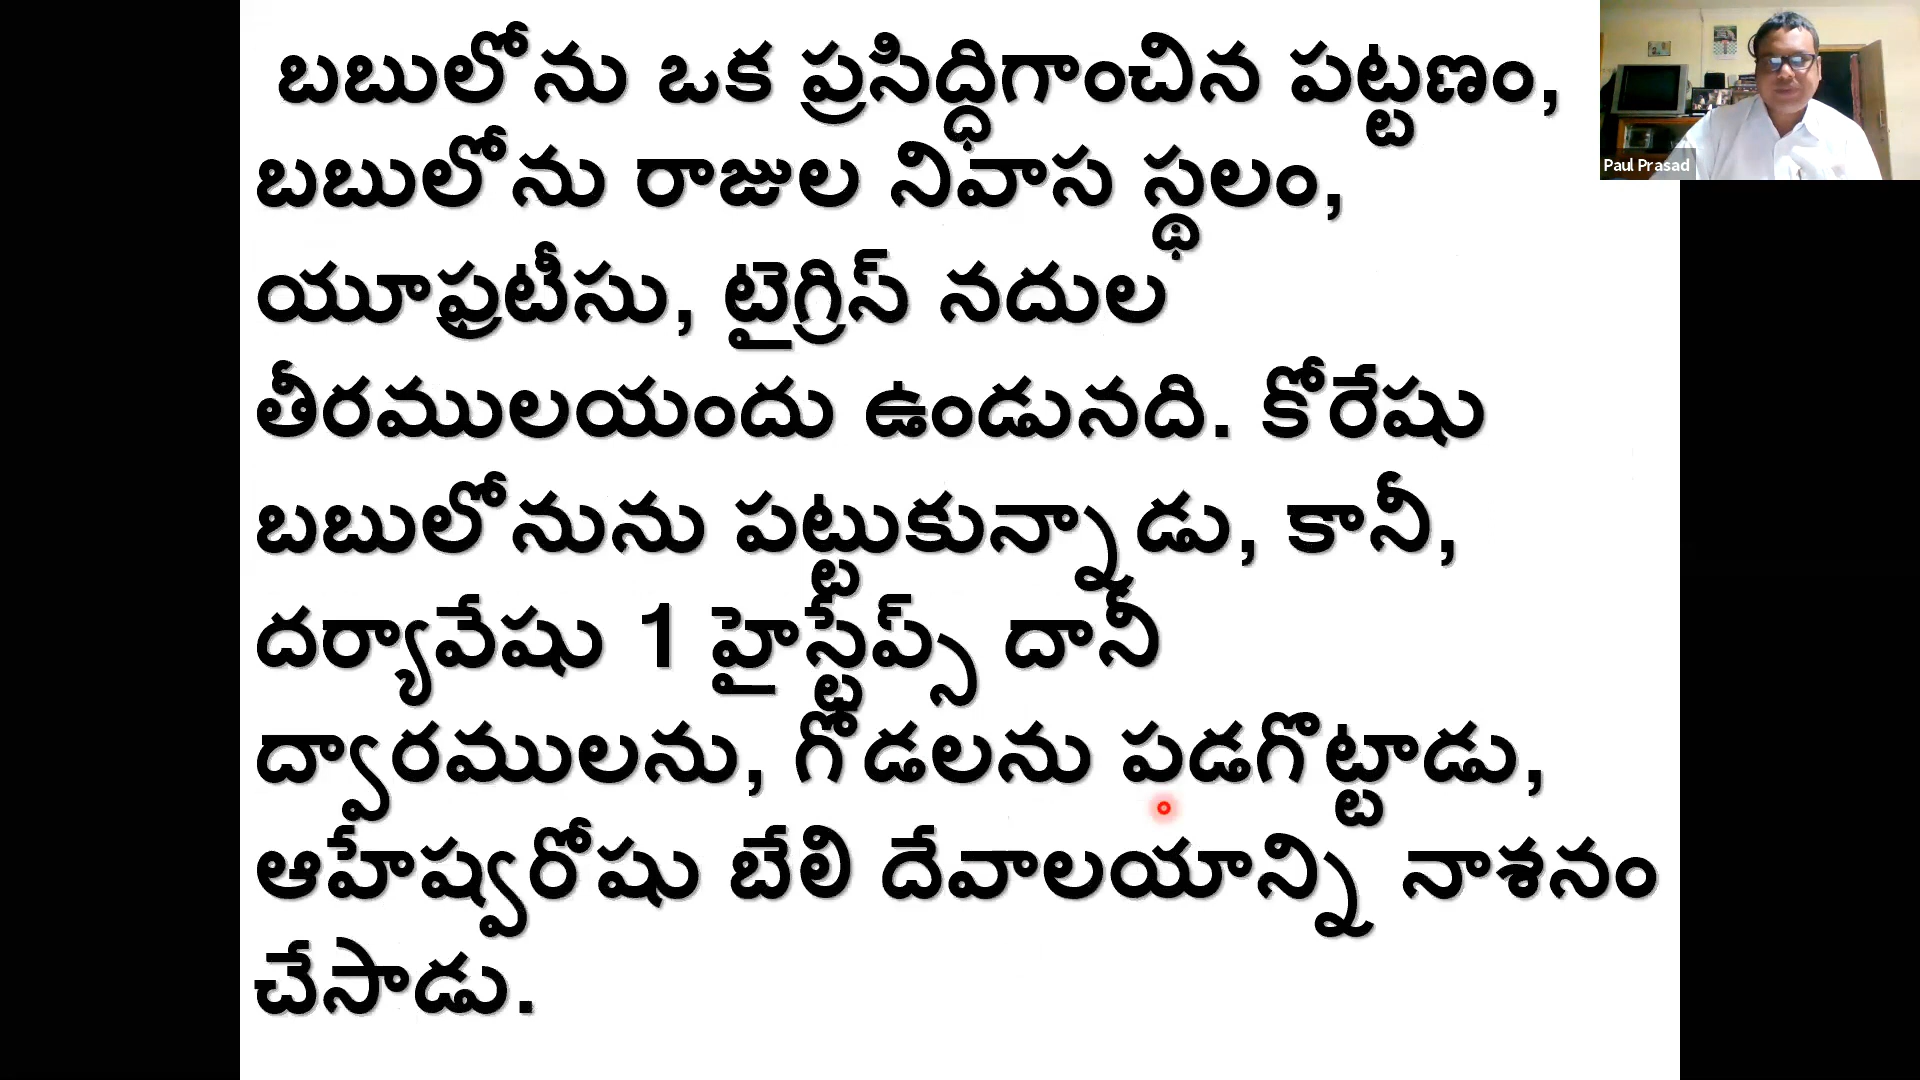 బబులోను ఒక ప్రసిద్ధిగాంచిన పట్టణం,
బబులోను రాజుల నివాస స్థలం,
యూఫ్రటీసు, టైగ్రిస్ నదుల
తీరములయందు ఉండునది. కోరేషు
బబులోనును పట్టుకున్నాడు, కానీ,
దర్యావేషు 1 హైస్టేప్స్ దానీ
ద్వారములను, గోడలను పడగొట్టాడు,
ఆహేష్వరోషు బేలి దేవాలయాన్ని నాశనం
చేసాడు.
Paul Prasad